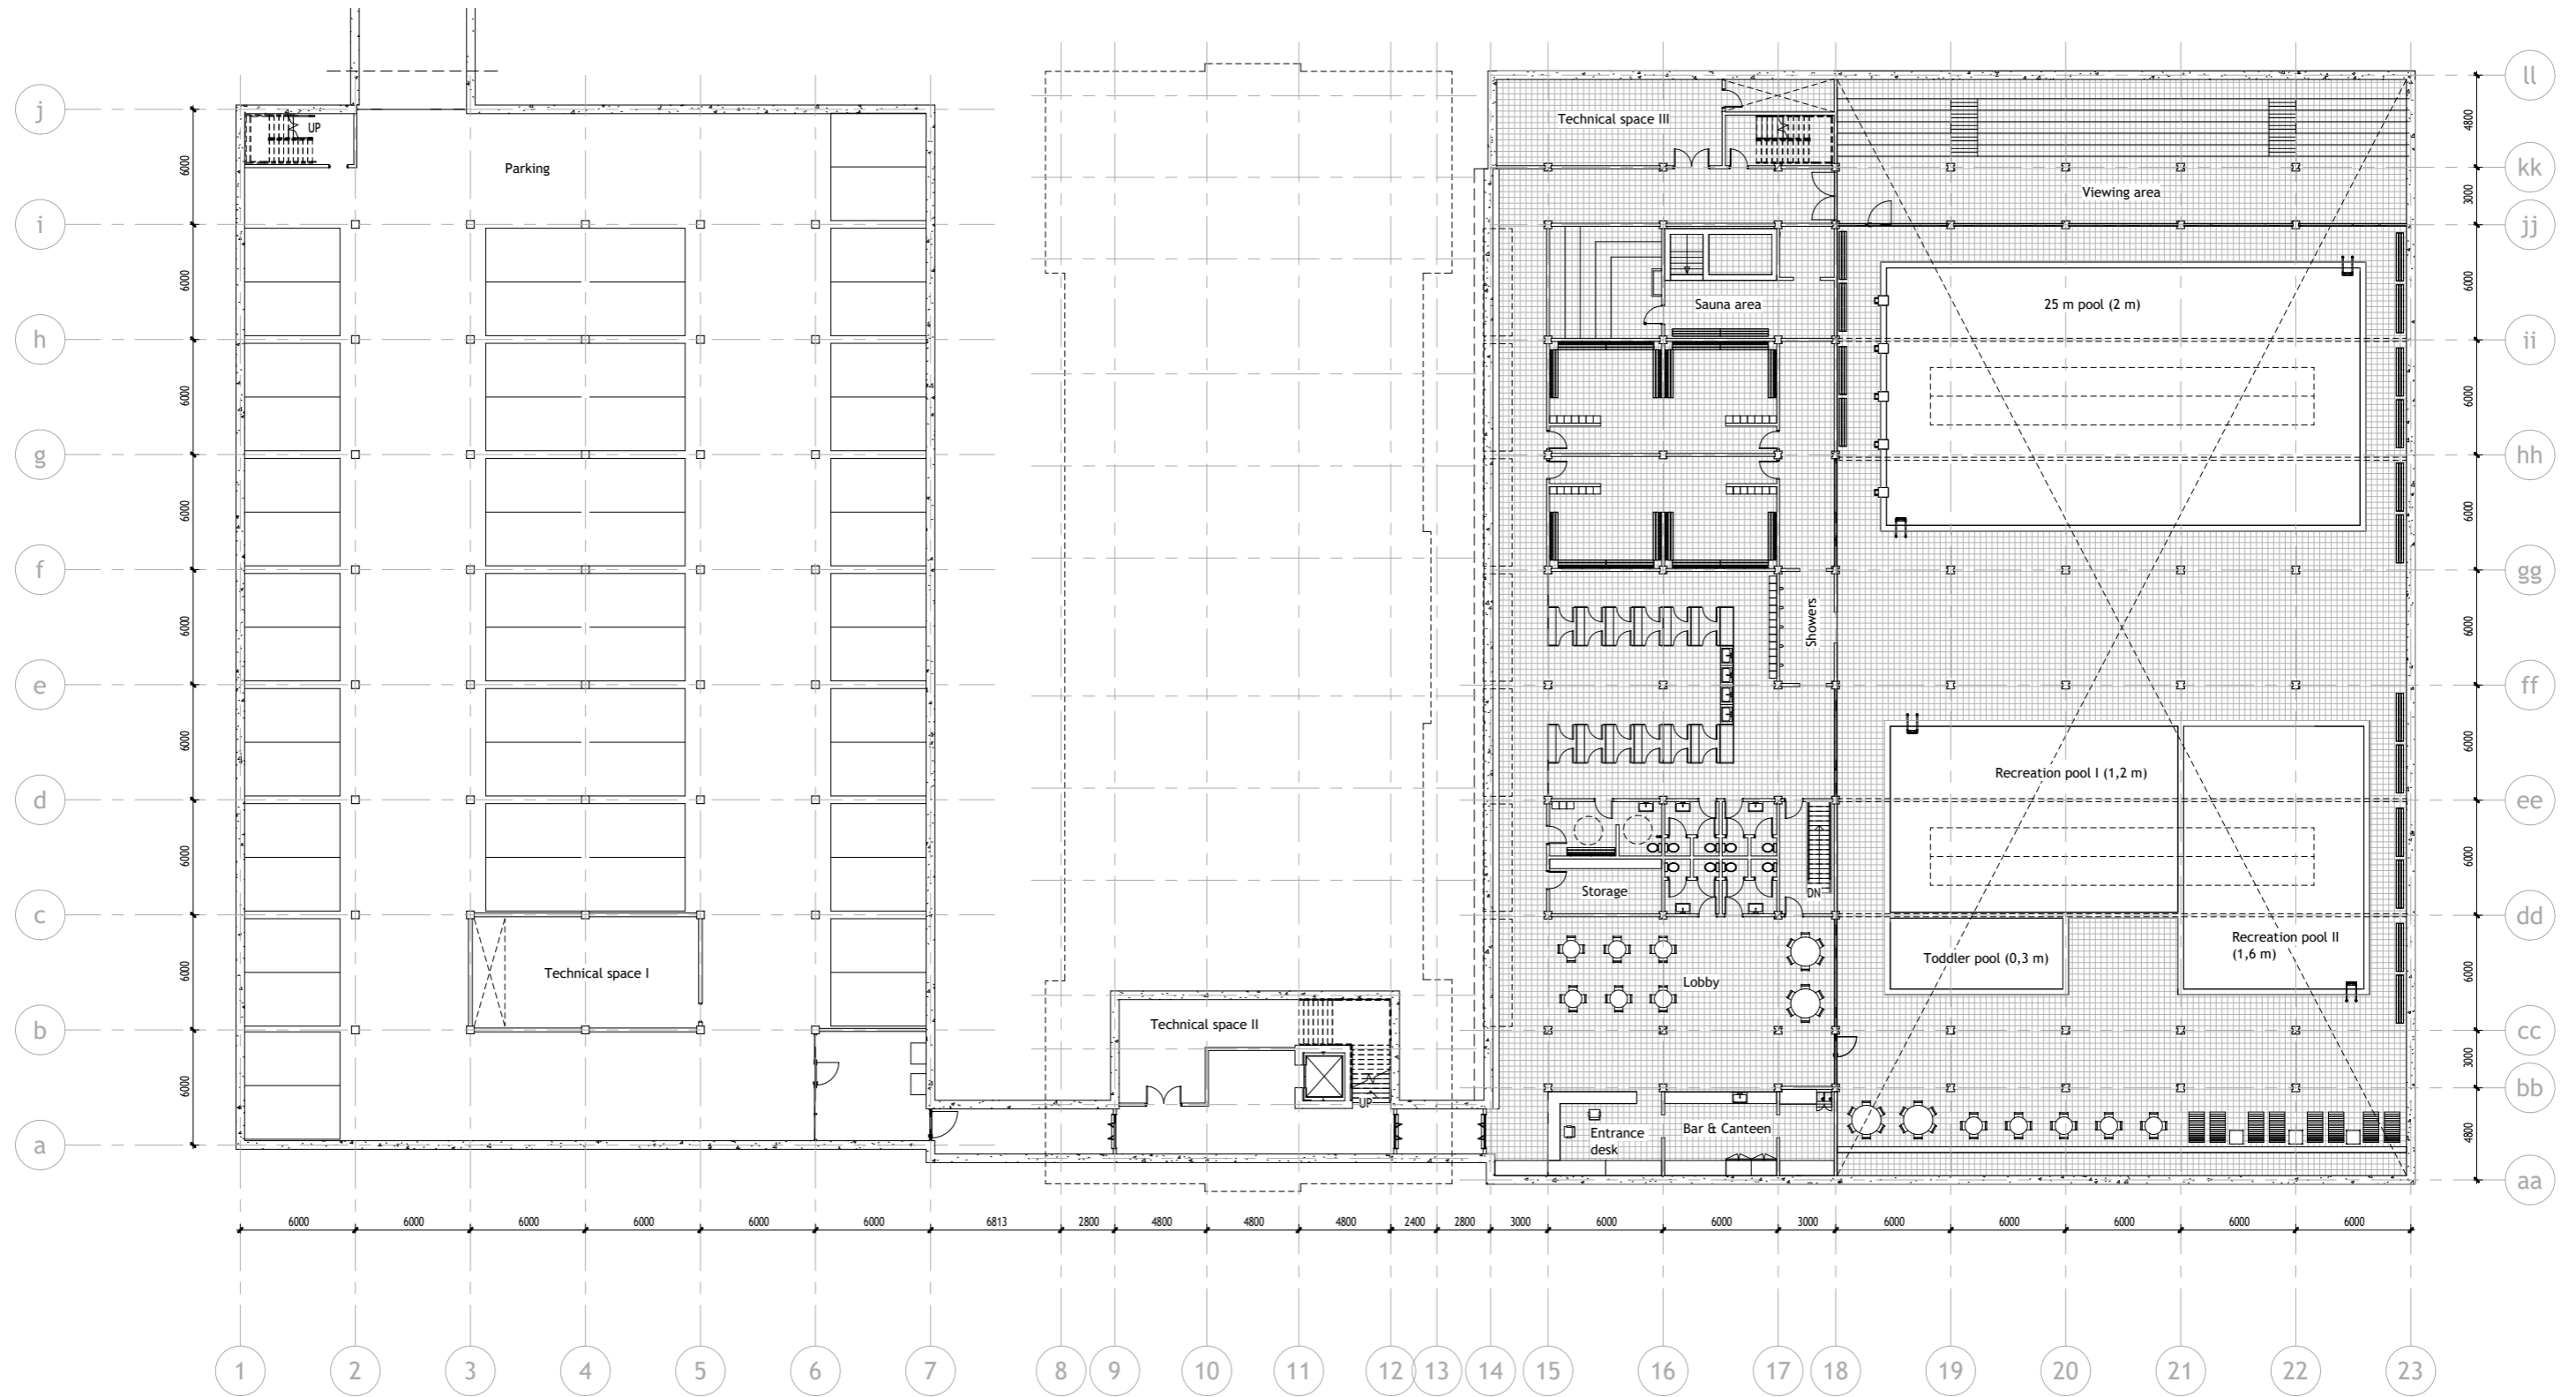 ll
j
4800
Technical space III
UP
Parking
6000
kk
Viewing area
3000
i
jj
6000
6000
25 m pool (2 m)
Sauna area
h
ii
6000
6000
g
hh
6000
6000
f
gg
6000
Showers
6000
e
ff
6000
6000
Recreation pool I (1,2 m)
d
ee
6000
6000
Storage
DN
c
dd
Recreation pool II
(1,6 m)
Toddler pool (0,3 m)
6000
Technical space I
6000
Lobby
Technical space II
b
cc
3000
6000
bb
UP
Bar & Canteen
Entrance
desk
4800
a
aa
6000 6000 6000 6000 6000 6000 6813 2800 4800 4800 4800 2400 2800 3000 6000 6000 3000 6000 6000 6000 6000 6000
1 2 3 4 5 6 7 8 9 10 11 12 13 14 15 16 17 18 19 20 21 22 23